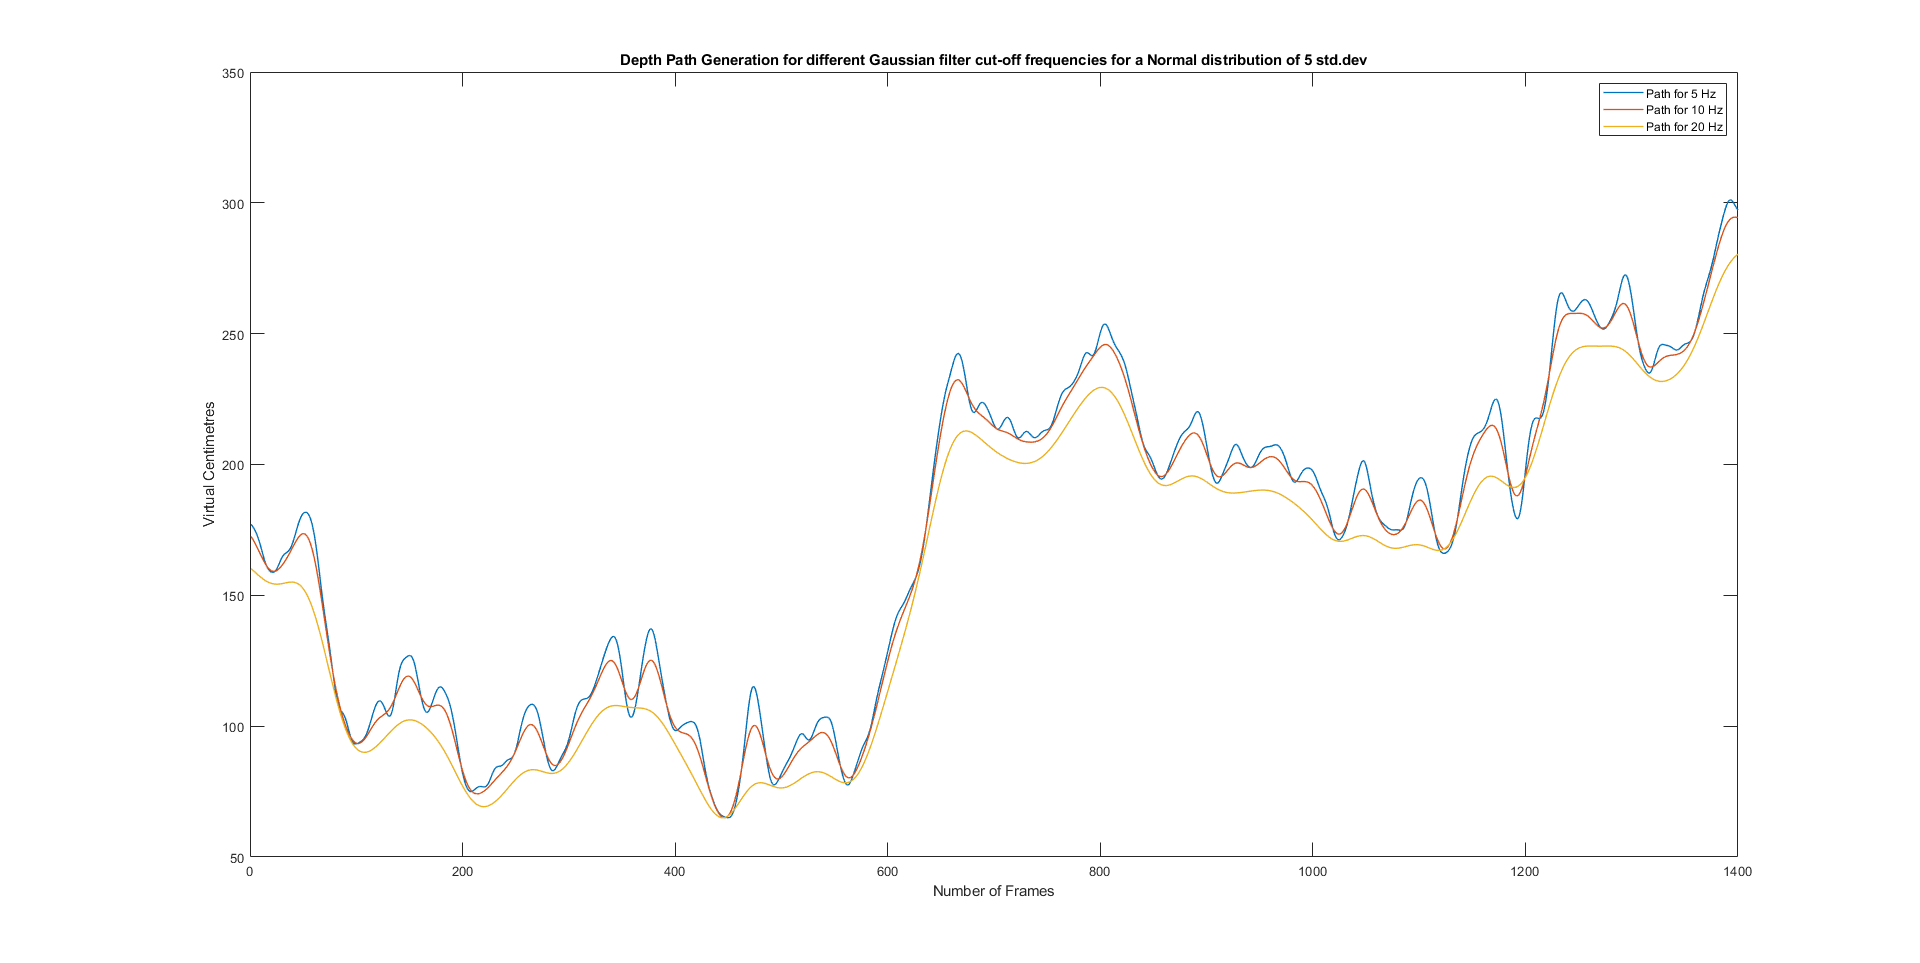 Depth Path Generation for different Gaussian filter cut-off frequencies for a Normal distribution of 5 std.dev
350
300
250
200
150
100
50
Virtual Centimetres
Path for 5 Hz
Path for 10 Hz
Path for 20 Hz
0 200 400 600 800 1000 1200 1400
Number of Frames